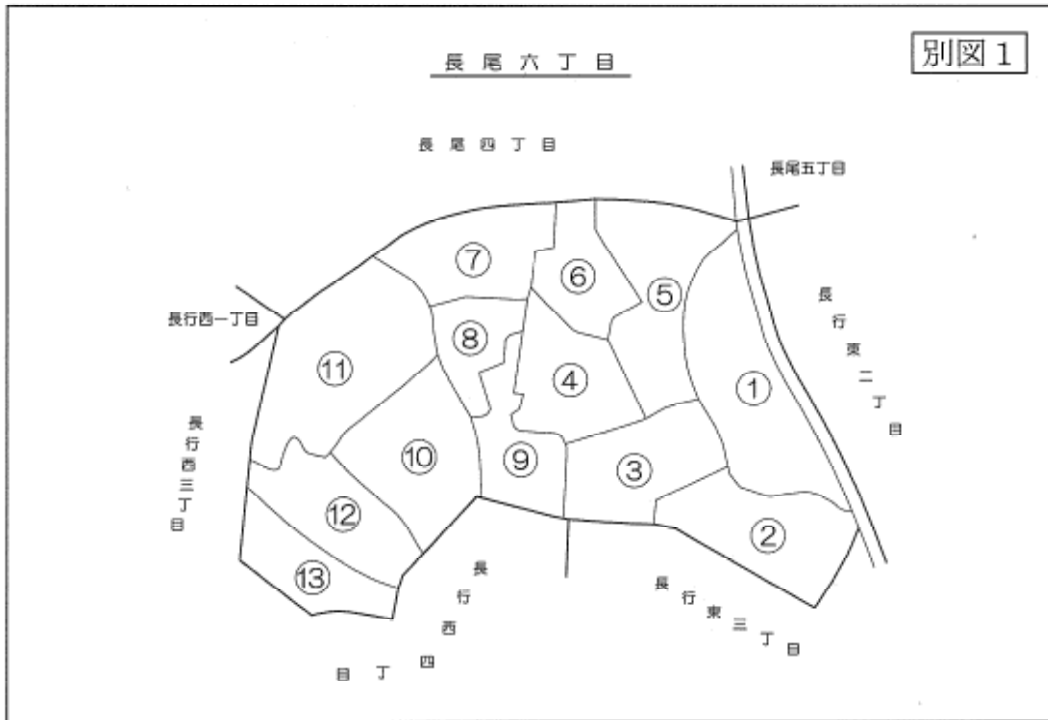 別図1
長尾六丁目
長尾四丁目
長尾五丁目
長行西一丁目
長行東二丁目
長行西三丁目
長行西四丁目
長行東三丁目
⑦
⑥
⑤
⑧
⑪
④
①
⑩
⑨
③
⑫
②
⑬